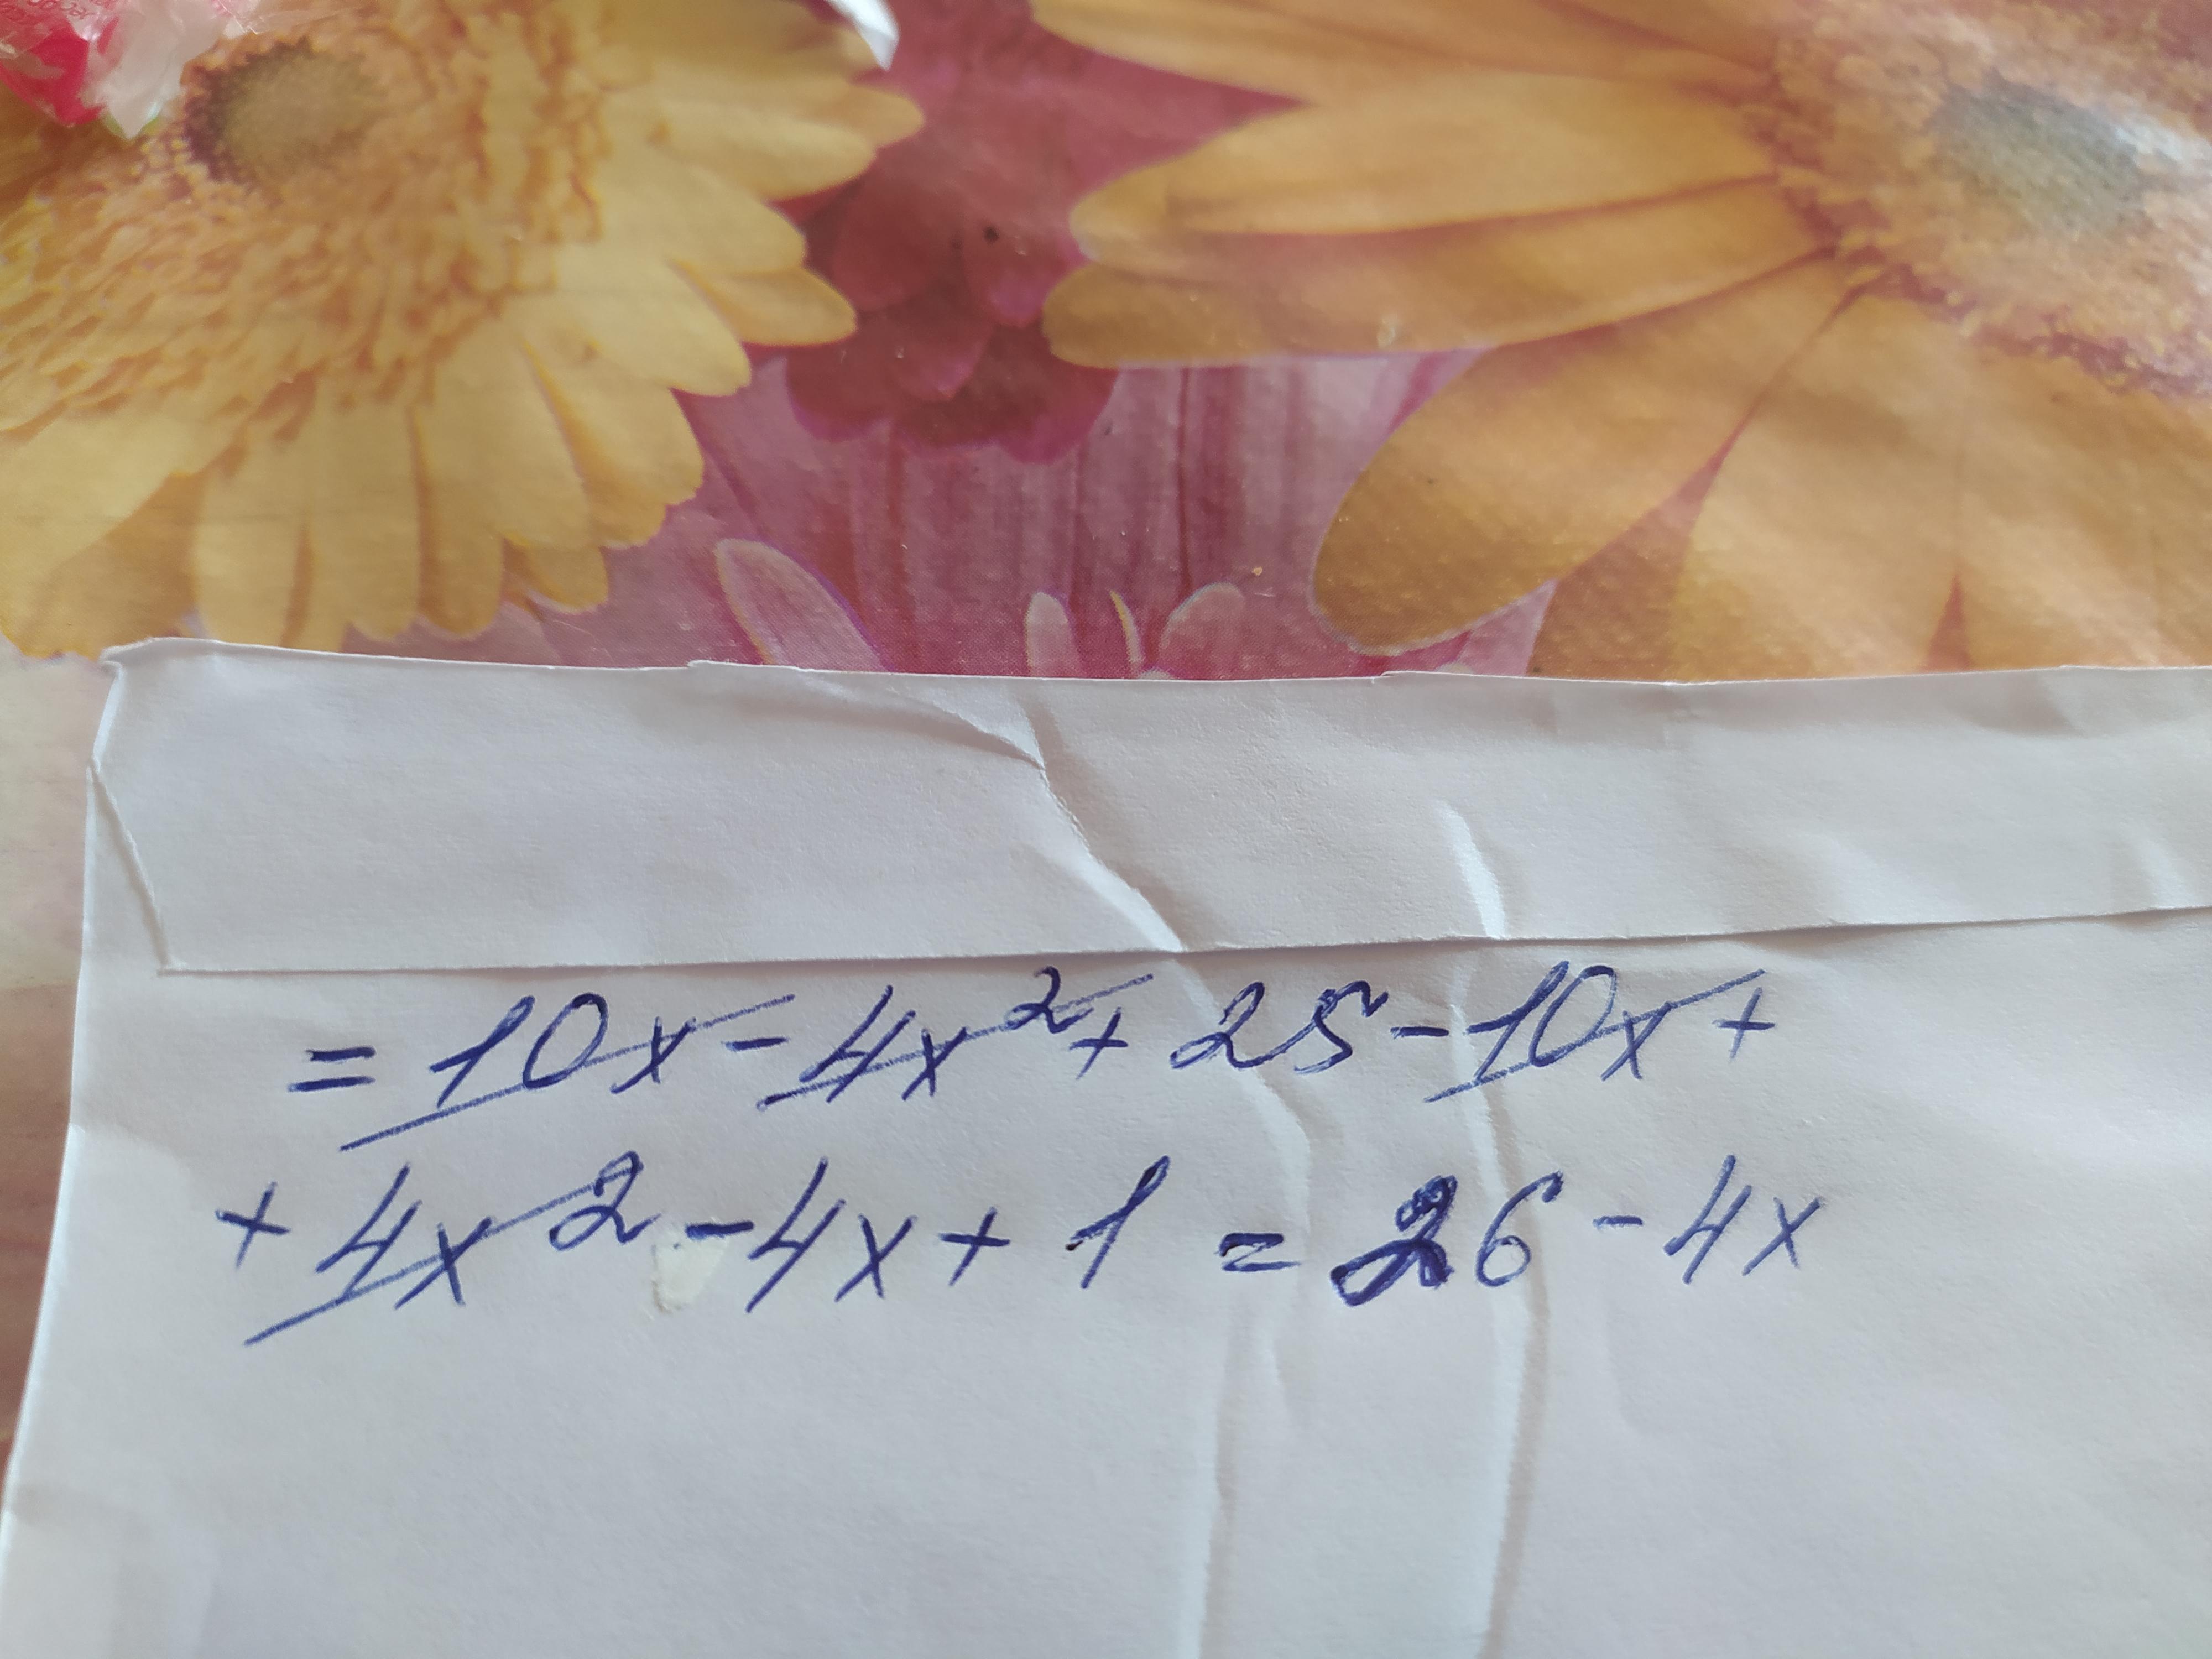 = 10x - 4x² + 25 - 10x +
+ 4x² - 4x + 1 = 26 - 4x